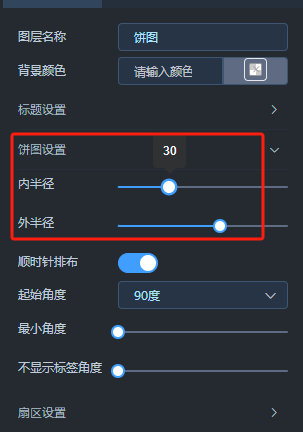 图层名称 饼图
背景颜色 请输入颜色
标题设置
饼图设置 30
内半径
外半径
顺时针排布
起始角度 90度
最小角度
不显示标签角度
扇区设置